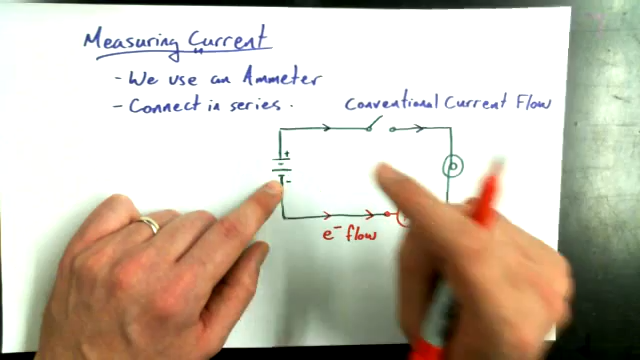 Measuring Current
- We use an Ammeter
- Connect in series.
Conventional Current Flow
+
-
e⁻ flow